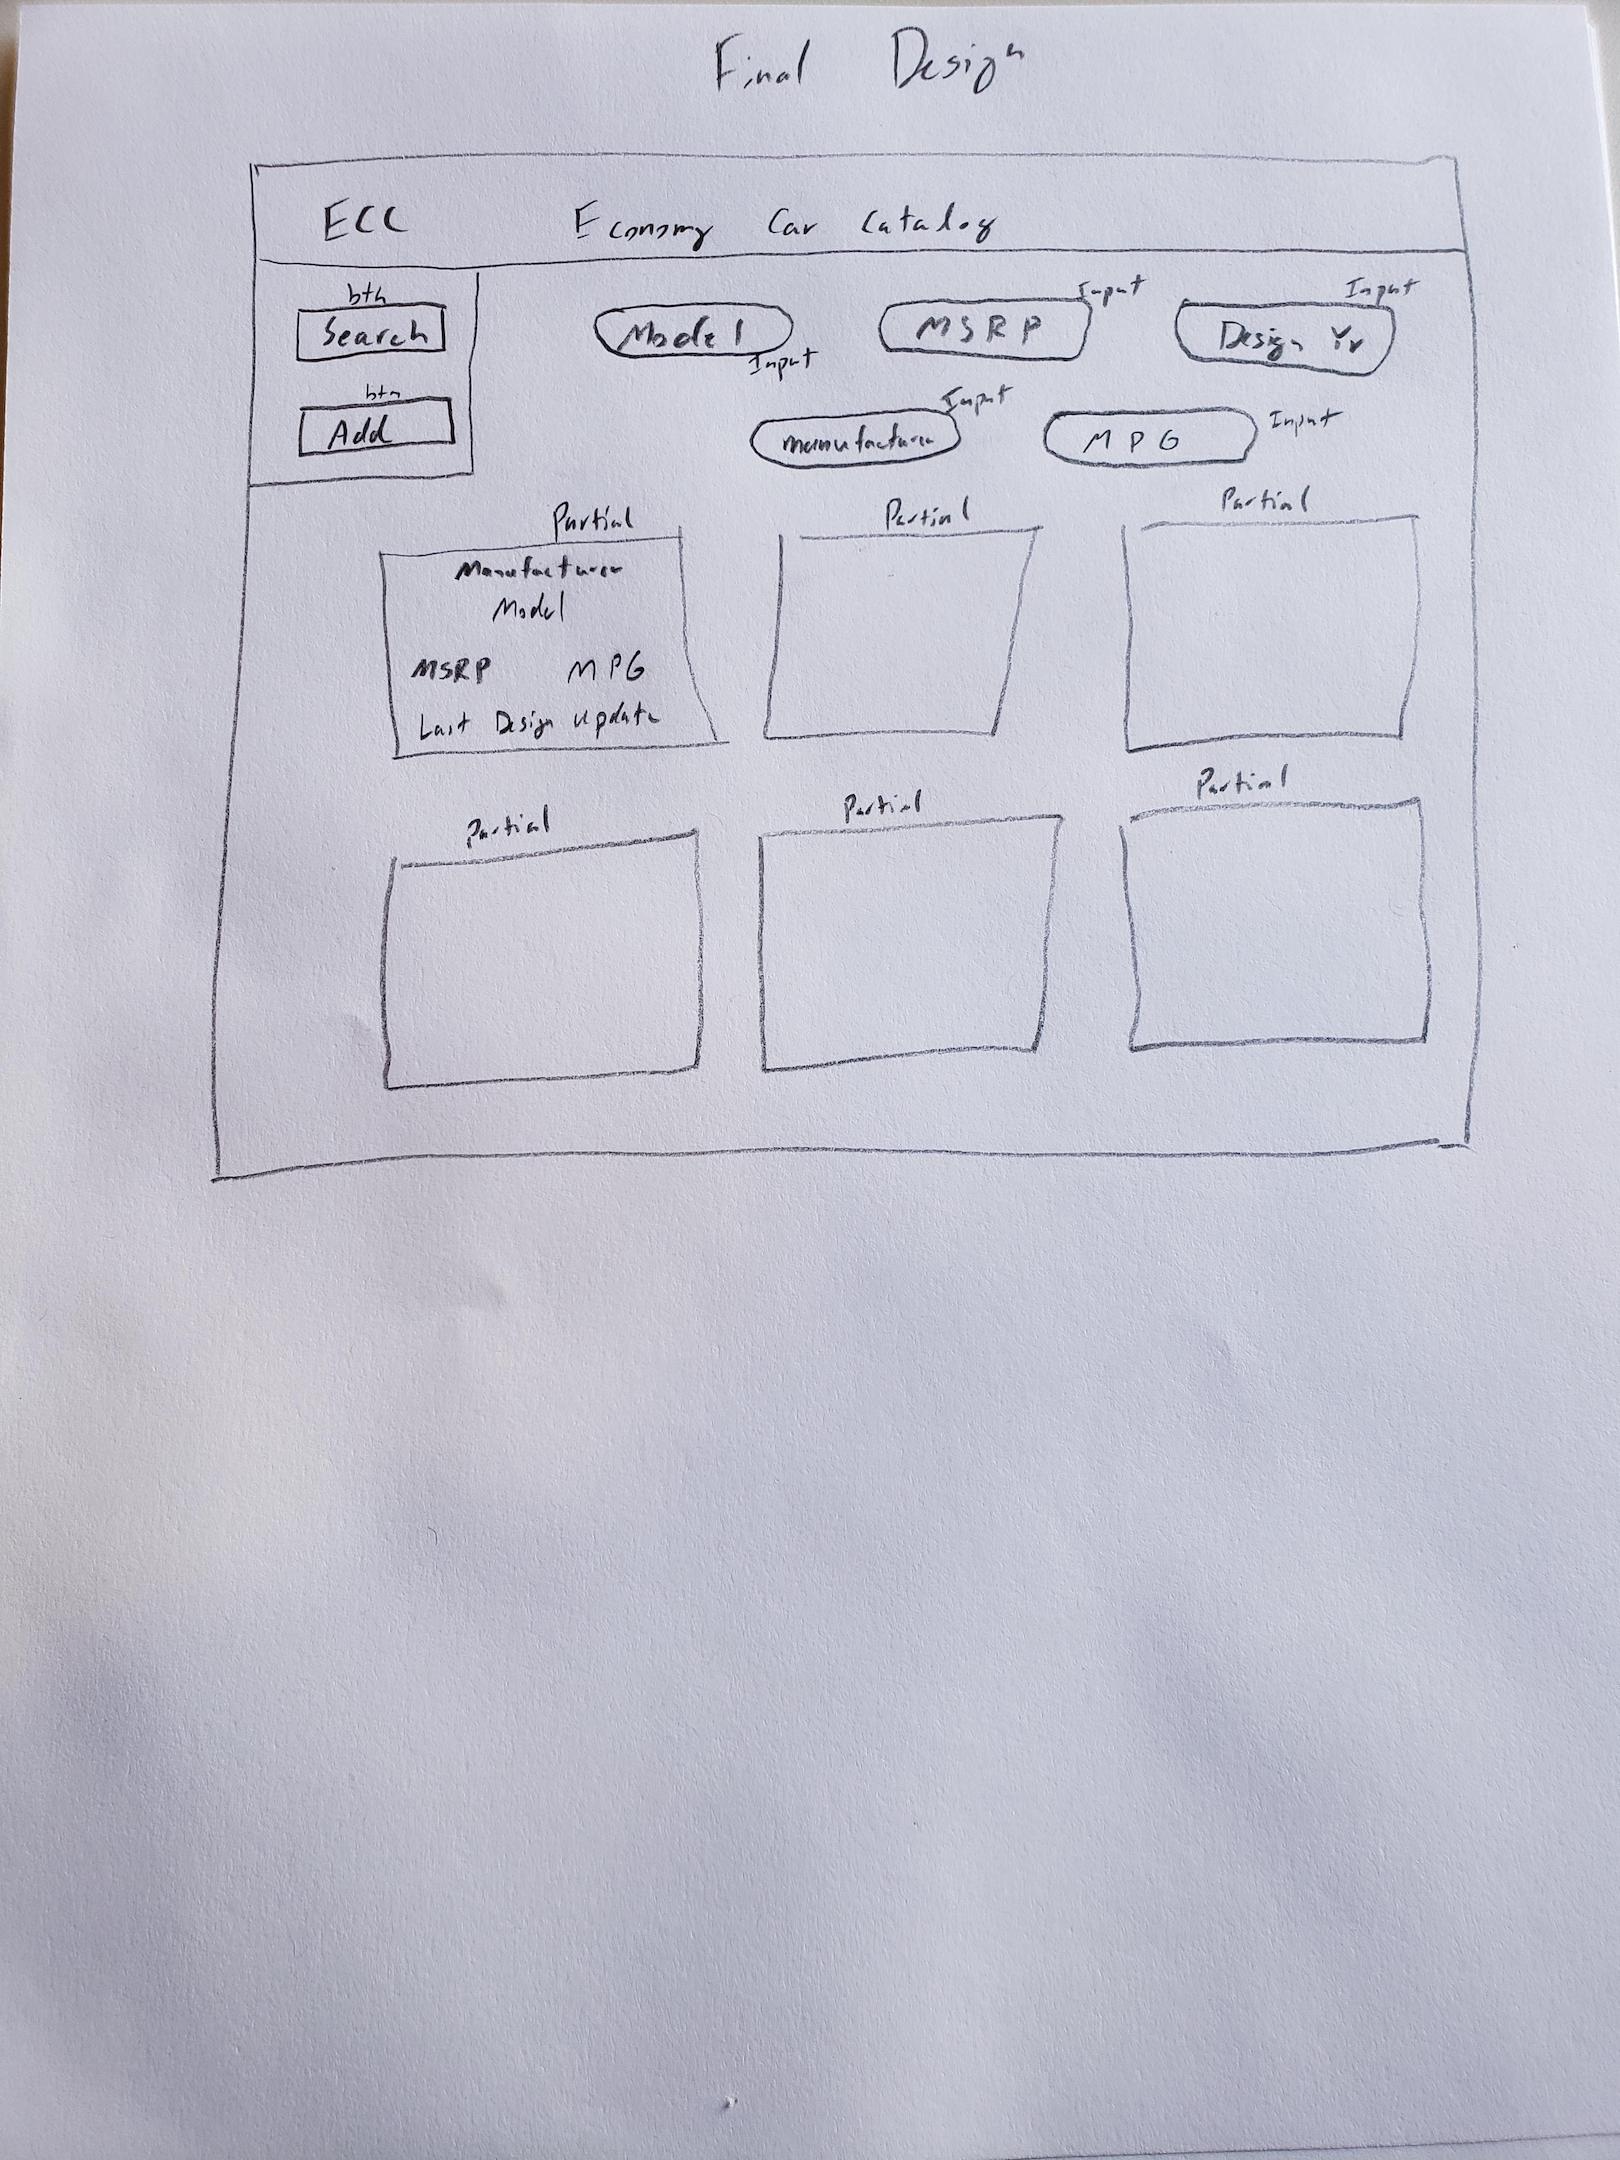 Final Design
ECC Economy Car Catalog
btn
Search
btn
Add
Model
Input
MSRP
Input
Design Yr
Input
Manufacturer
Input
MPG
Input
Partial
Manufacturer
Model
MSRP MPG
Last Design Update
Partial
Partial
Partial
Partial
Partial